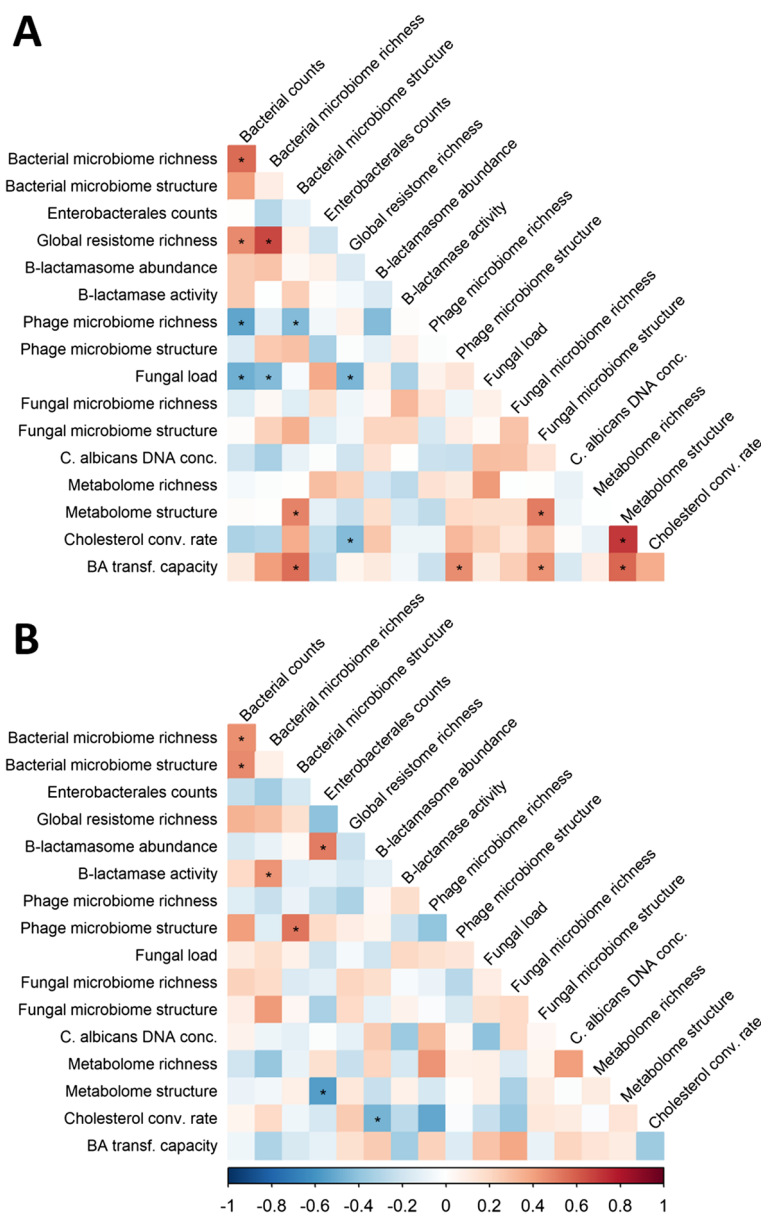 A
Bacterial counts
Bacterial microbiome richness
Bacterial microbiome structure
Enterobacterales counts
Global resistome richness
B-lactamasome abundance
B-lactamase activity
Phage microbiome richness
Phage microbiome structure
Fungal load
Fungal microbiome richness
Fungal microbiome structure
C. albicans DNA conc.
Metabolome richness
Metabolome structure
Cholesterol conv. rate
Bacterial microbiome richness *
Bacterial microbiome structure
Enterobacterales counts
Global resistome richness * *
B-lactamasome abundance
B-lactamase activity
Phage microbiome richness * *
Phage microbiome structure
Fungal load * * *
Fungal microbiome richness
Fungal microbiome structure
C. albicans DNA conc.
Metabolome richness
Metabolome structure * *
Cholesterol conv. rate * *
BA transf. capacity * * * *
B
Bacterial counts
Bacterial microbiome richness
Bacterial microbiome structure
Enterobacterales counts
Global resistome richness
B-lactamasome abundance
B-lactamase activity
Phage microbiome richness
Phage microbiome structure
Fungal load
Fungal microbiome richness
Fungal microbiome structure
C. albicans DNA conc.
Metabolome richness
Metabolome structure
Cholesterol conv. rate
Bacterial microbiome richness *
Bacterial microbiome structure *
Enterobacterales counts
Global resistome richness
B-lactamasome abundance *
B-lactamase activity *
Phage microbiome richness
Phage microbiome structure *
Fungal load
Fungal microbiome richness
Fungal microbiome structure
C. albicans DNA conc.
Metabolome richness
Metabolome structure *
Cholesterol conv. rate *
BA transf. capacity
-1 -0.8 -0.6 -0.4 -0.2 0 0.2 0.4 0.6 0.8 1